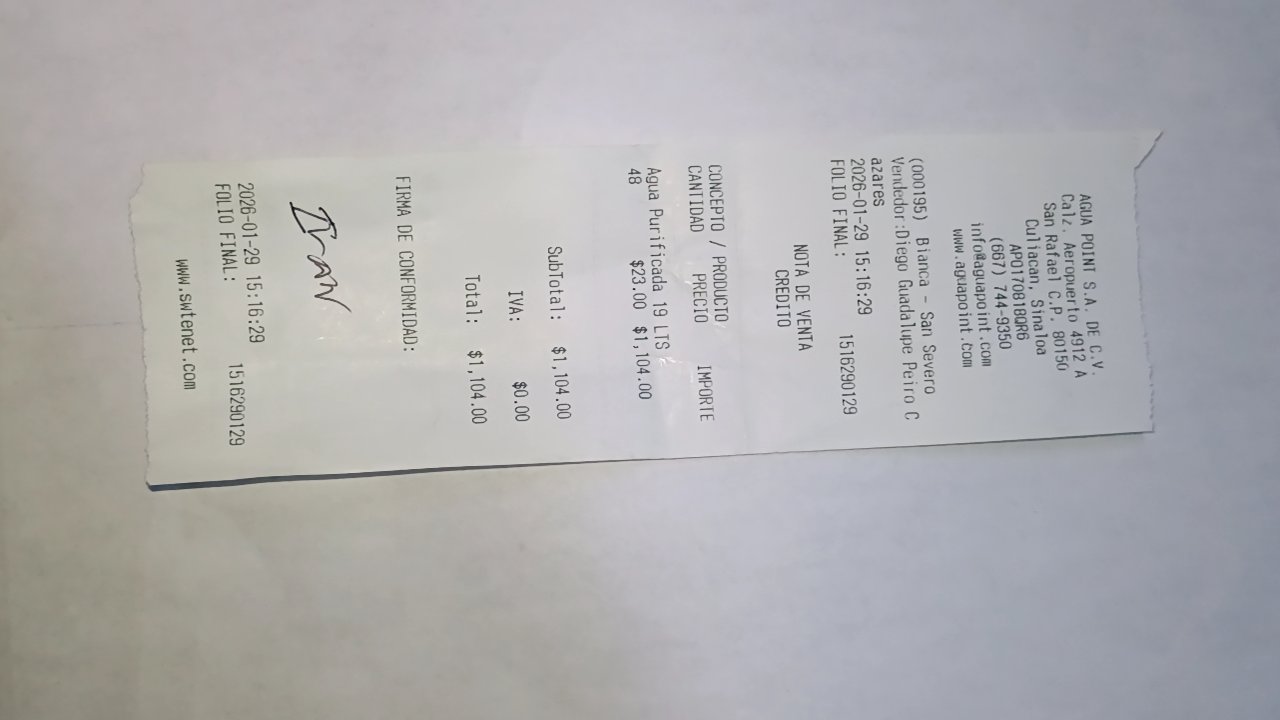 AGUA POINT S.A. DE C.V.
Calz. Aeropuerto 4912 A
San Rafael C.P. 80150
Culiacan, Sinaloa
APO170818QR6
(667) 744-9350
info@aguapoint.com
www.aguapoint.com
(000195) Bianca - San Severo
Vendedor:Diego Guadalupe Peiro C
azares
2026-01-29 15:16:29
FOLIO FINAL: 1516290129
NOTA DE VENTA
CREDITO
CONCEPTO / PRODUCTO
CANTIDAD PRECIO IMPORTE
Agua Purificada 19 LTS
48 $23.00 $1,104.00
SubTotal: $1,104.00
IVA: $0.00
Total: $1,104.00
FIRMA DE CONFORMIDAD:
Ivan
2026-01-29 15:16:29
FOLIO FINAL: 1516290129
www.swtenet.com